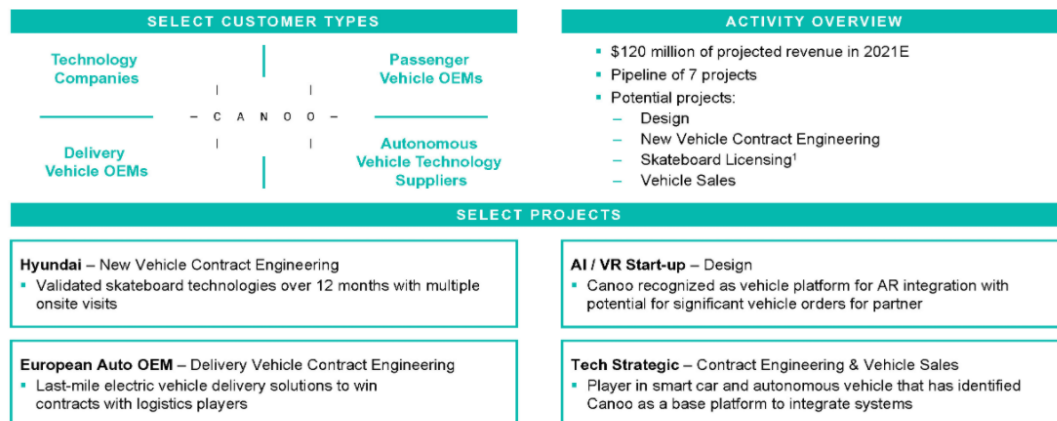 SELECT CUSTOMER TYPES
Technology
Companies
Passenger
Vehicle OEMs
– C A N O O –
Delivery
Vehicle OEMs
Autonomous
Vehicle Technology
Suppliers
ACTIVITY OVERVIEW
▪ $120 million of projected revenue in 2021E
▪ Pipeline of 7 projects
▪ Potential projects:
– Design
– New Vehicle Contract Engineering
– Skateboard Licensing¹
– Vehicle Sales
SELECT PROJECTS
Hyundai – New Vehicle Contract Engineering
▪ Validated skateboard technologies over 12 months with multiple
onsite visits
AI / VR Start-up – Design
▪ Canoo recognized as vehicle platform for AR integration with
potential for significant vehicle orders for partner
European Auto OEM – Delivery Vehicle Contract Engineering
▪ Last-mile electric vehicle delivery solutions to win
contracts with logistics players
Tech Strategic – Contract Engineering & Vehicle Sales
▪ Player in smart car and autonomous vehicle that has identified
Canoo as a base platform to integrate systems